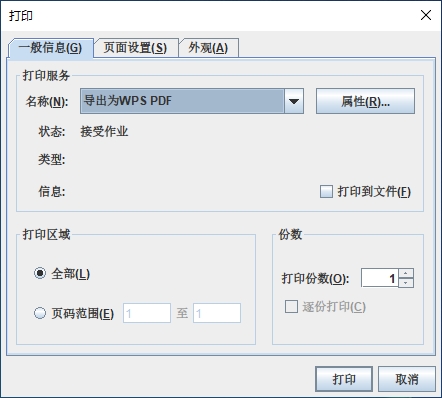 打印
一般信息(G) 页面设置(S) 外观(A)
打印服务
名称(N): 导出为WPS PDF 属性(R)...
状态: 接受作业
类型:
信息: 打印到文件(F)
打印区域 份数
全部(L) 打印份数(O): 1
页码范围(E) 1 至 1 逐份打印(C)
打印 取消